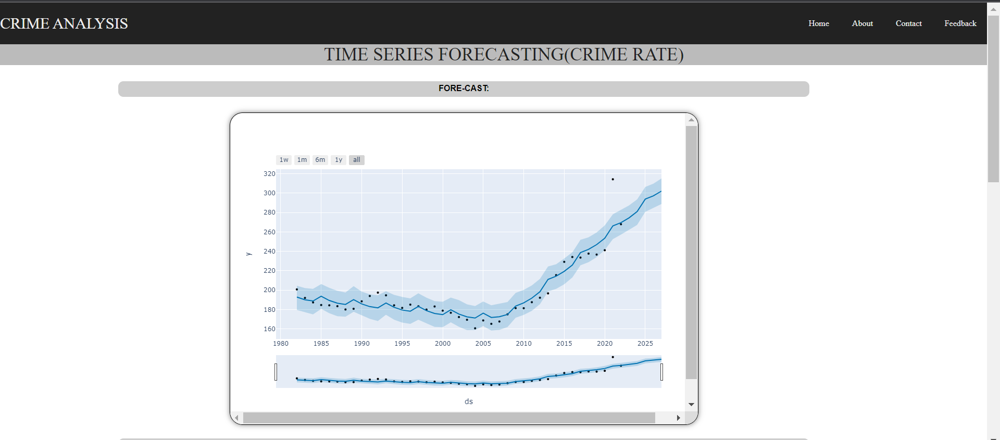 CRIME ANALYSIS
Home About Contact Feedback
TIME SERIES FORECASTING(CRIME RATE)
FORE-CAST:
1w 1m 6m 1y all
320
300
280
260
240
220
200
180
160
y
1980 1985 1990 1995 2000 2005 2010 2015 2020 2025
ds